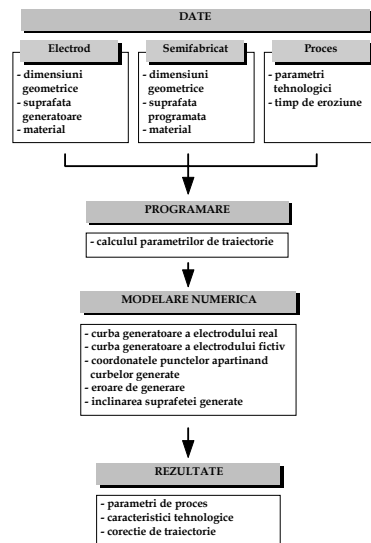 DATE
Electrod
- dimensiuni
geometrice
- suprafata
generatoare
- material
Semifabricat
- dimensiuni
geometrice
- suprafata
programata
- material
Proces
- parametri
tehnologici
- timp de eroziune
PROGRAMARE
- calculul parametrilor de traiectorie
MODELARE NUMERICA
- curba generatoare a electrodului real
- curba generatoare a electrodului fictiv
- coordonatele punctelor apartinand
curbelor generate
- eroare de generare
- inclinarea suprafetei generate
REZULTATE
- parametri de proces
- caracteristici tehnologice
- corectie de traiectorie